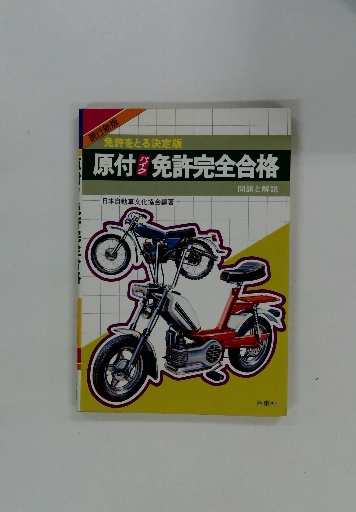 免許をとる決定版
原付バイク免許完全合格
問題と解説
日本自動車文化協会編著